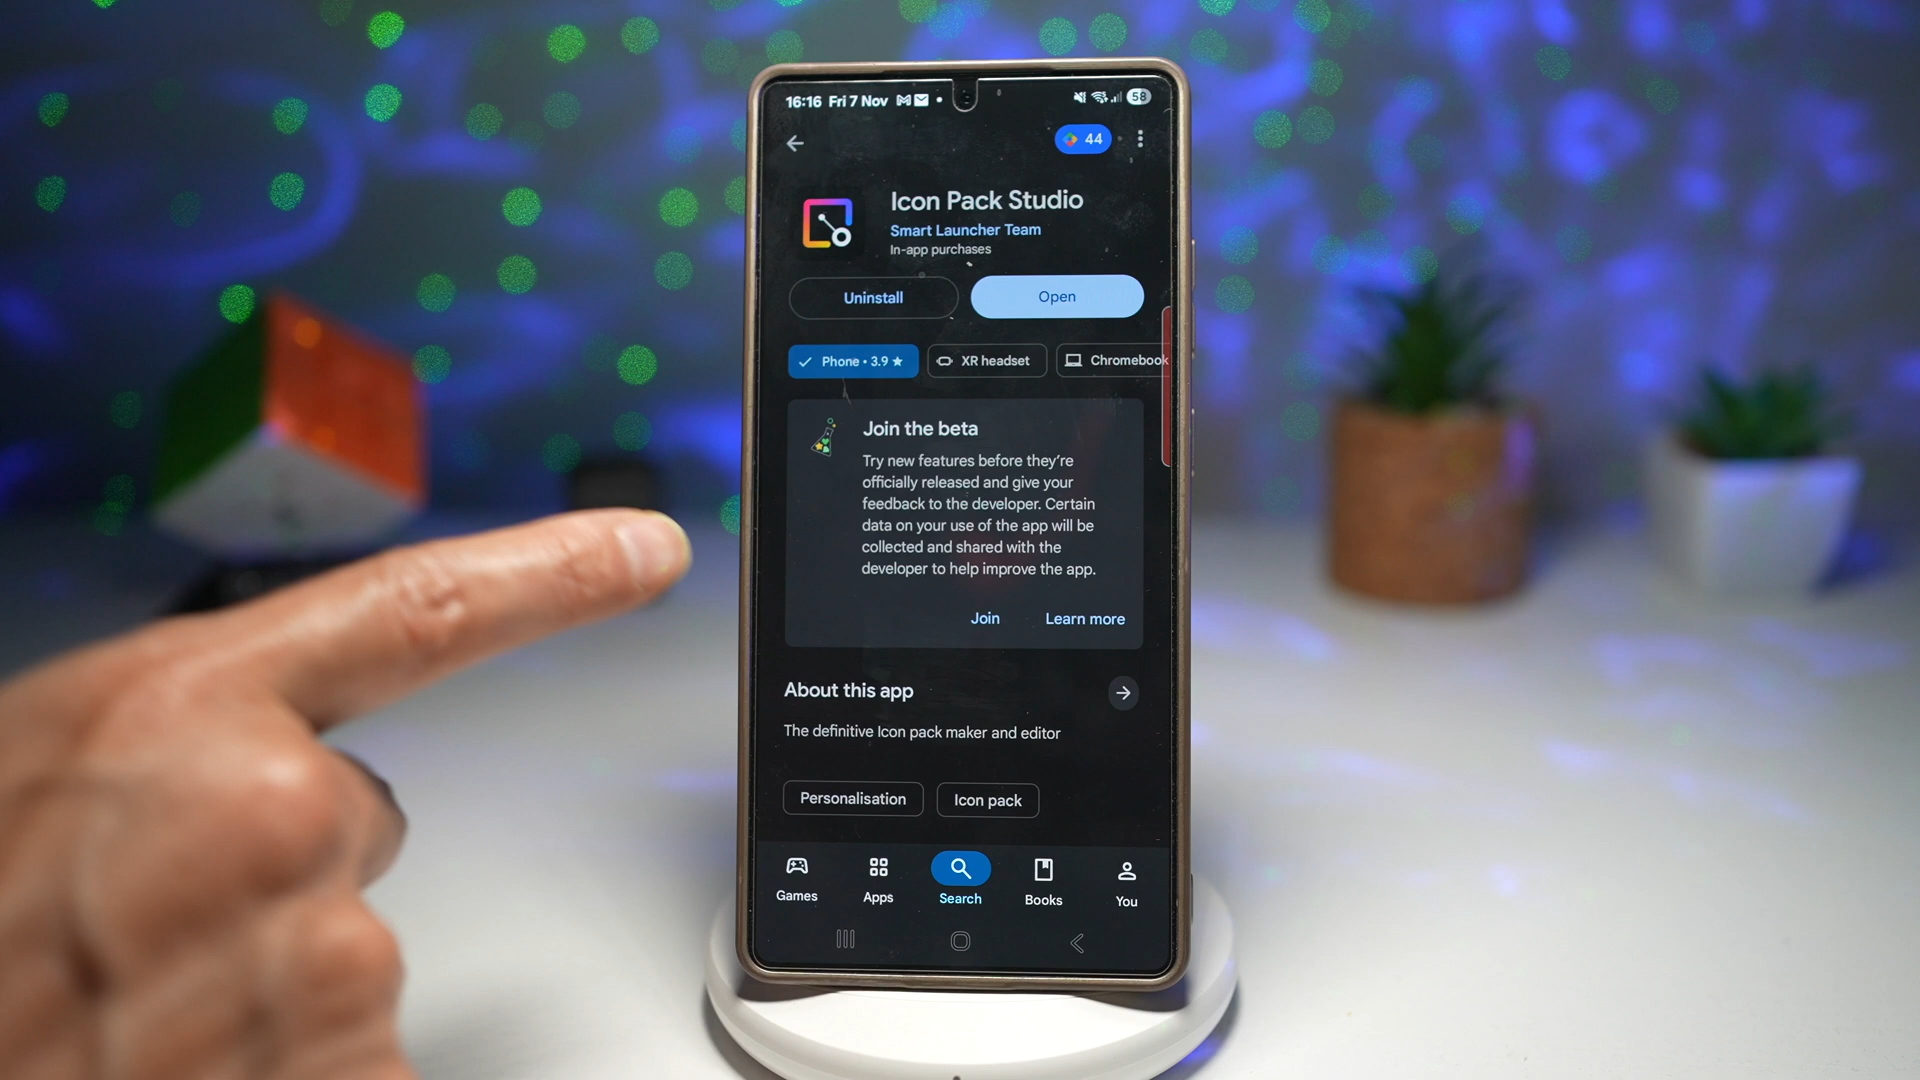 16:16 Fri 7 Nov
58
44
Icon Pack Studio
Smart Launcher Team
In-app purchases
Uninstall
Open
Phone • 3.9 ★
XR headset
Chromebook
Join the beta
Try new features before they're
officially released and give your
feedback to the developer. Certain
data on your use of the app will be
collected and shared with the
developer to help improve the app.
Join
Learn more
About this app
The definitive Icon pack maker and editor
Personalisation
Icon pack
Games
Apps
Search
Books
You